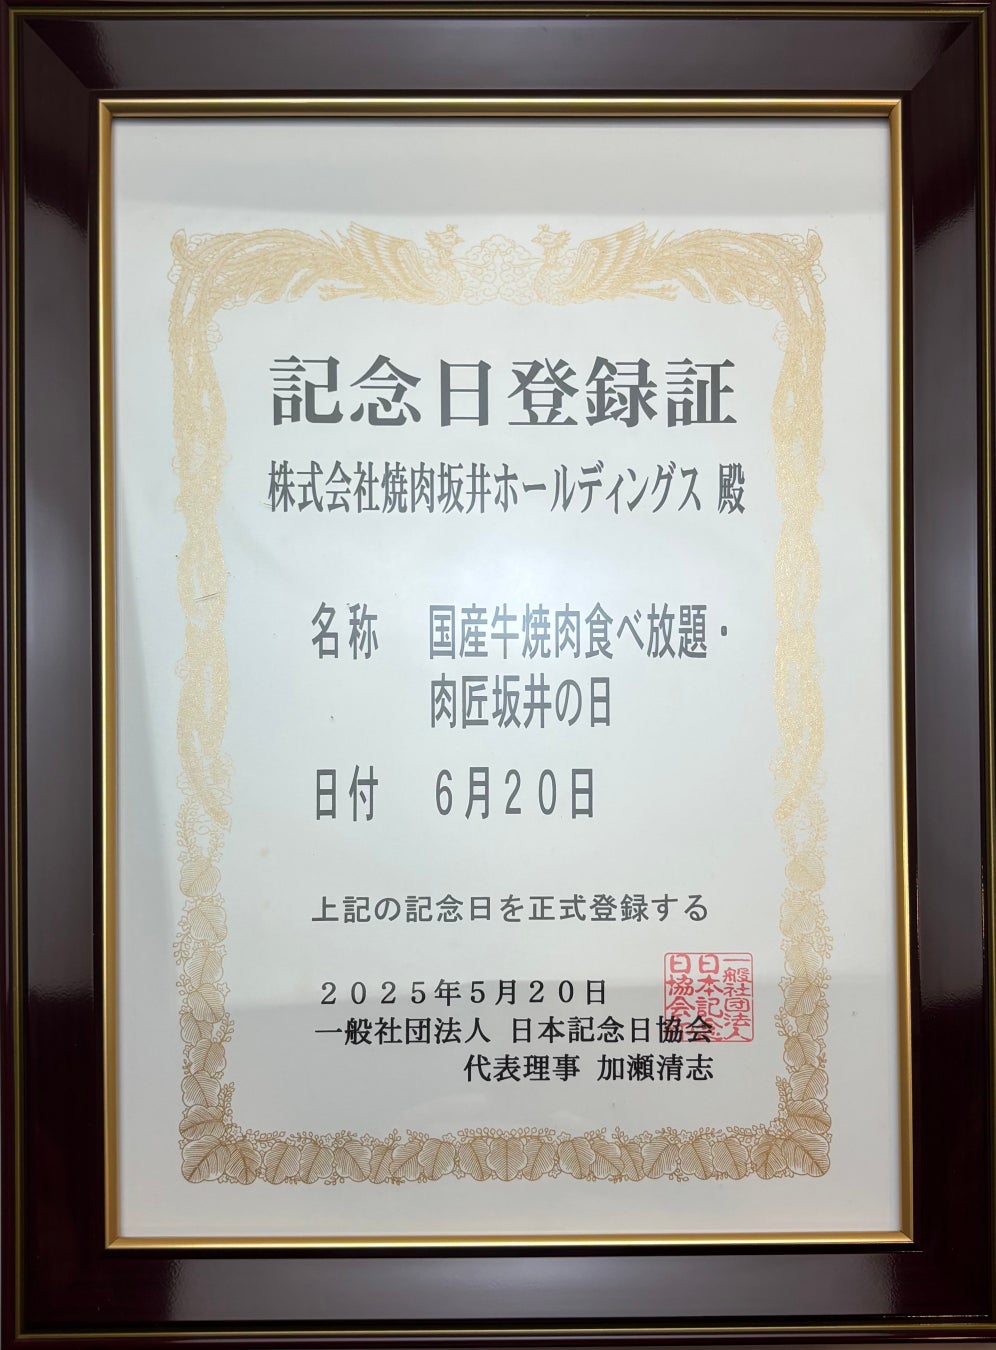 記念日登録証
株式会社焼肉坂井ホールディングス 殿
名称 国産牛焼肉食べ放題・
肉匠坂井の日
日付 6月20日
上記の記念日を正式登録する
2025年5月20日
一般社団法人 日本記念日協会
代表理事 加瀬清志
一般社団法人
日本記念
日協会